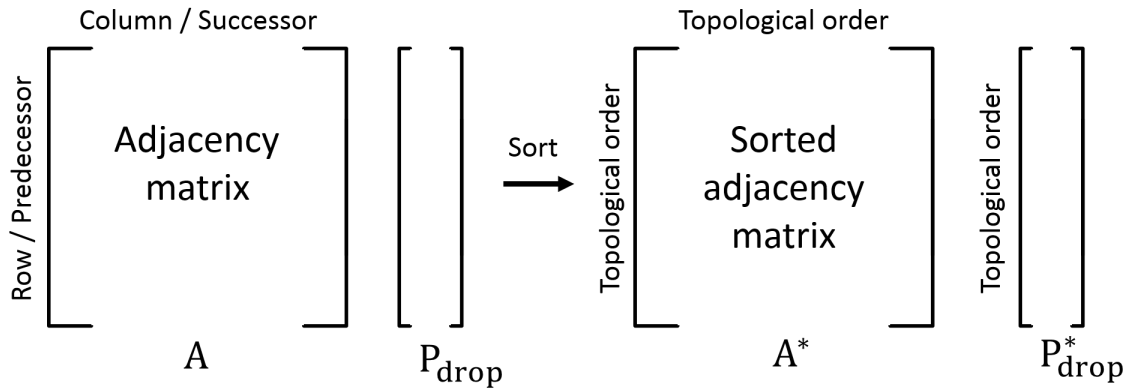 Column / Successor
Topological order
Row / Predecessor
Adjacency
matrix
Sort
Topological order
Sorted
adjacency
matrix
Topological order
A
P_drop
A*
P*_drop